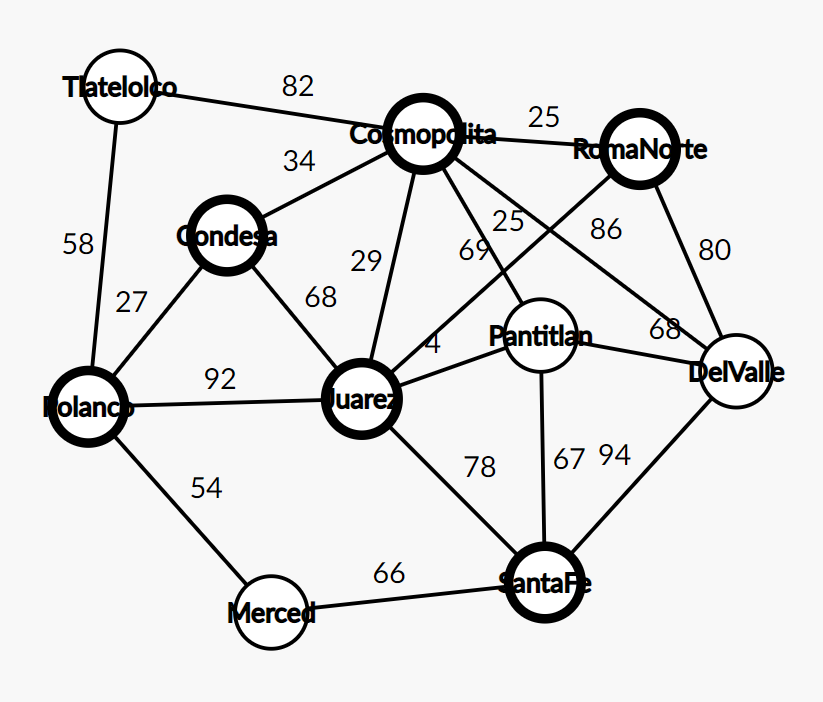 Tlatelolco
82
Cosmopolita
25
RomaNorte
34
58
Condesa
29
69
25
86
80
27
68
4
Pantitlan
68
DelValle
Polanco
92
Juarez
54
78
67
94
66
SantaFe
Merced